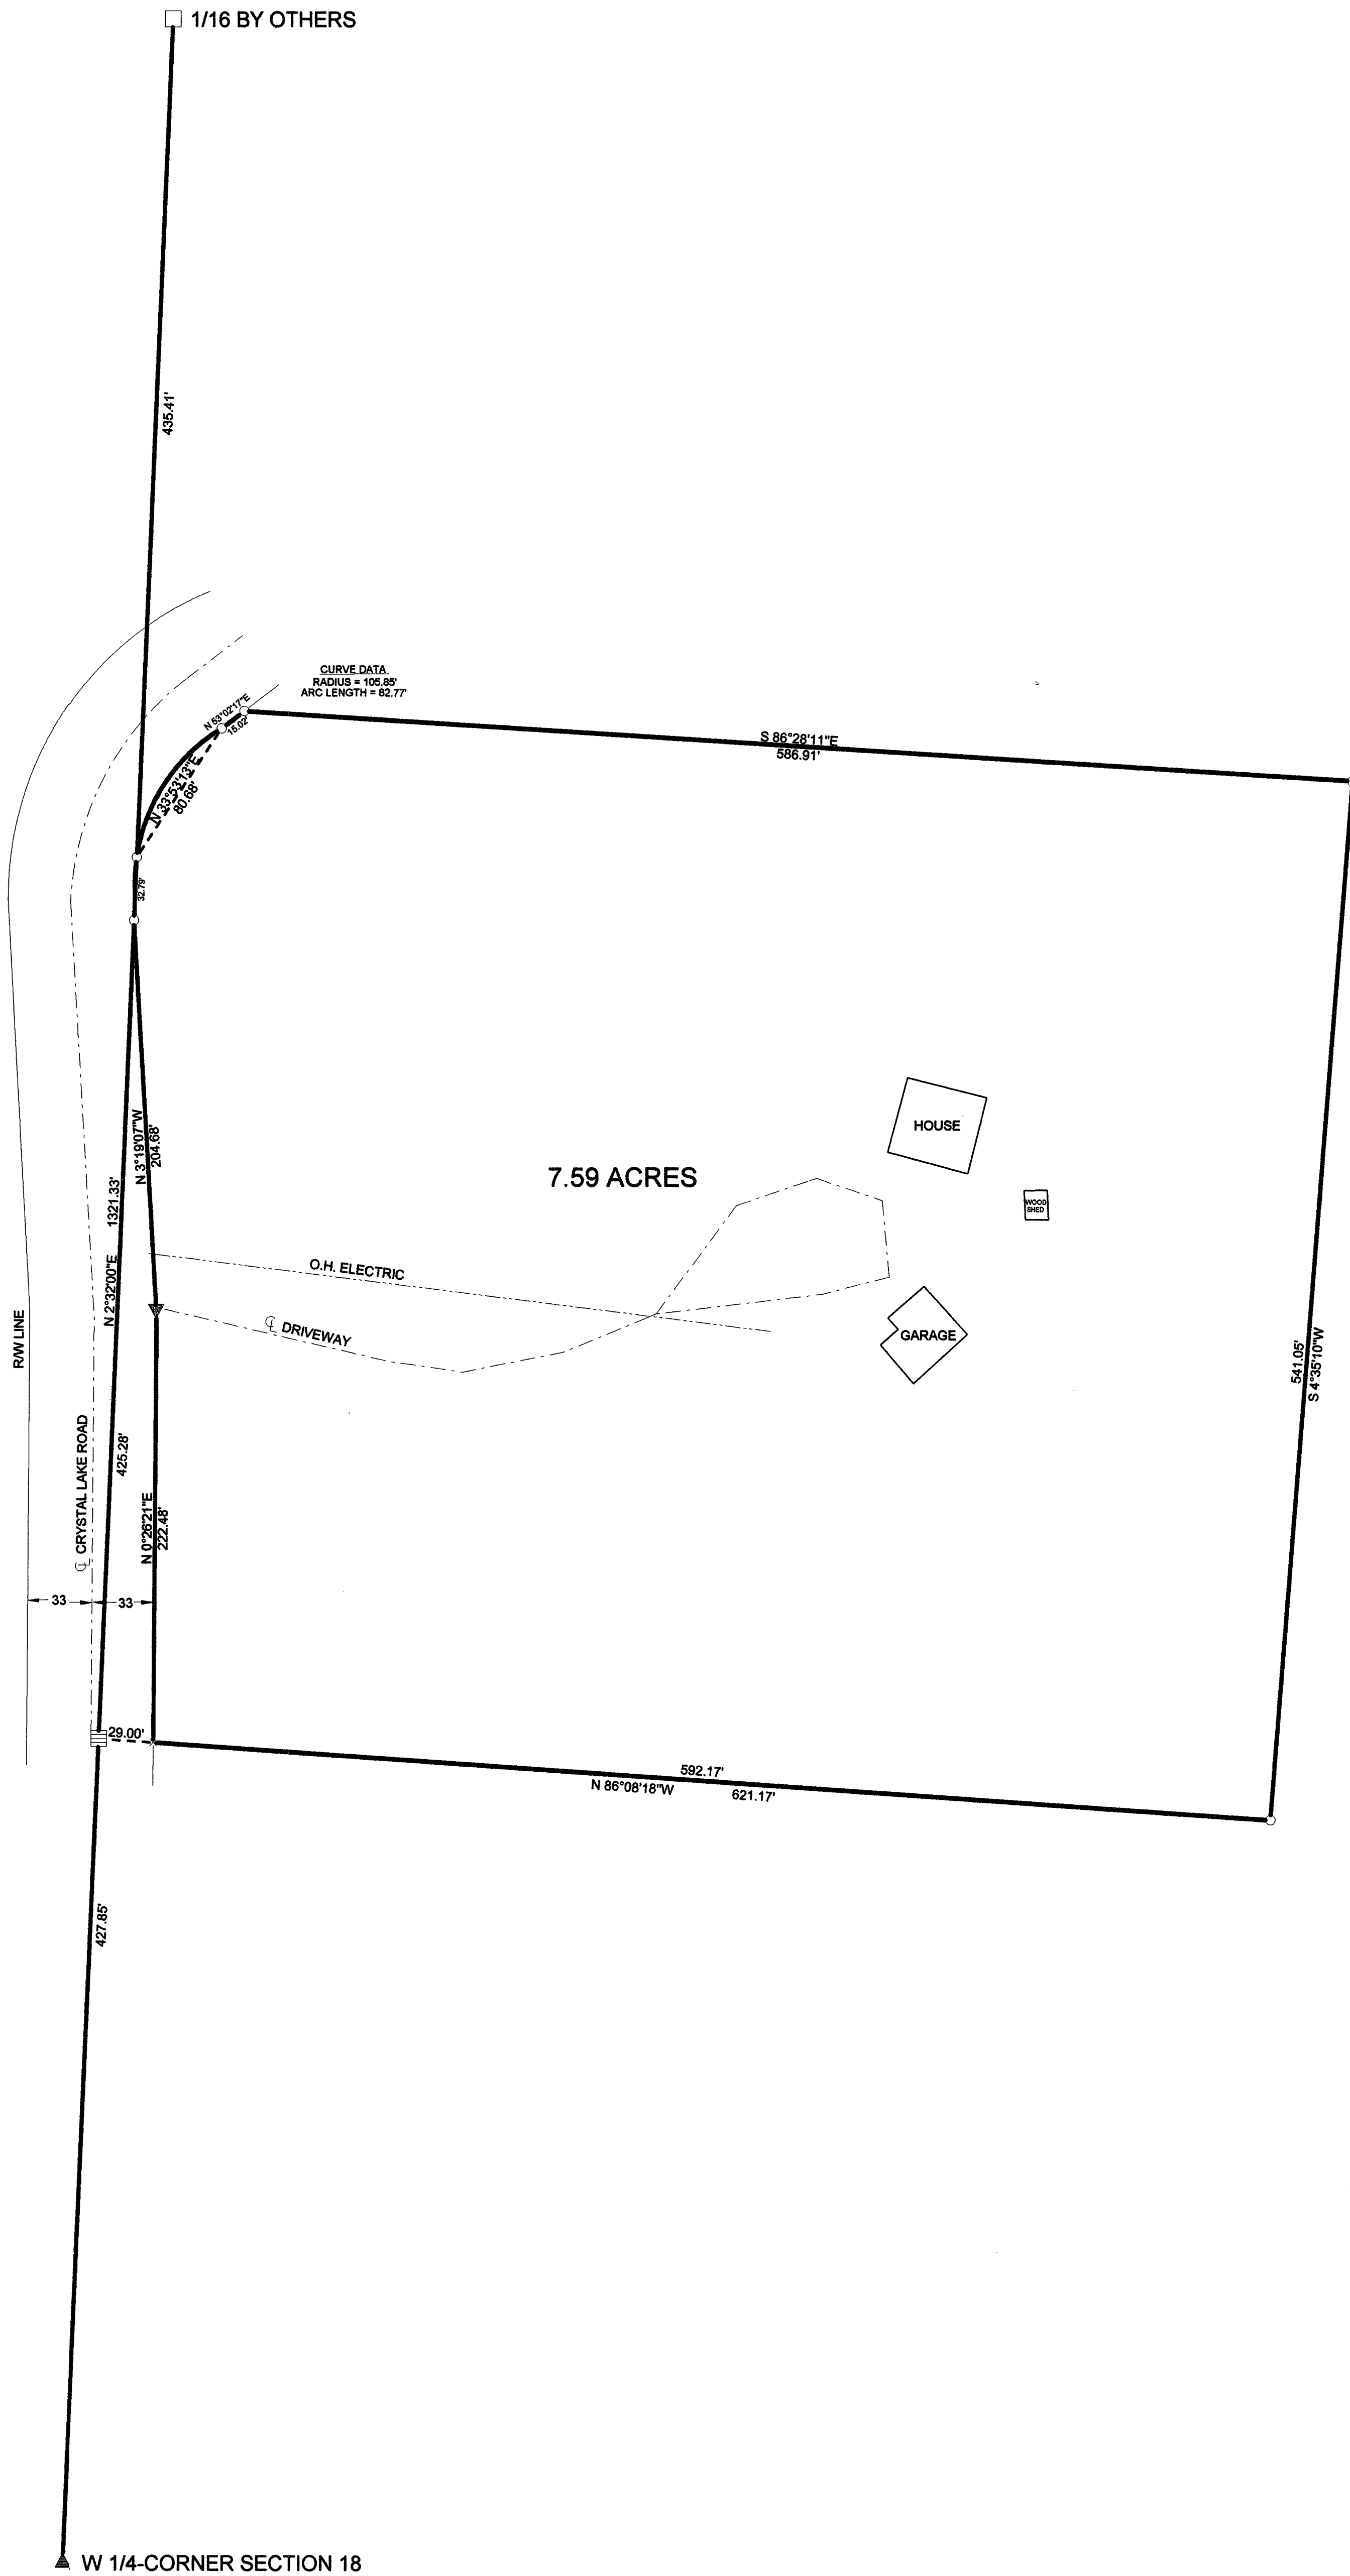 1/16 BY OTHERS
435.41'
CURVE DATA
RADIUS = 105.85'
ARC LENGTH = 82.77'
N 53°02'17"E
15.02'
S 86°28'11"E
586.91'
N 33°53'13"E
80.68'
32.79'
N 3°19'07"W
204.68'
HOUSE
7.59 ACRES
WOOD
SHED
1321.33'
N 2°32'00"E
O.H. ELECTRIC
℄ DRIVEWAY
GARAGE
R/W LINE
541.05'
S 4°35'10"W
℄ CRYSTAL LAKE ROAD
425.28'
N 0°26'21"E
222.48'
33
33
29.00'
592.17'
N 86°08'18"W
621.17'
427.85'
W 1/4-CORNER SECTION 18